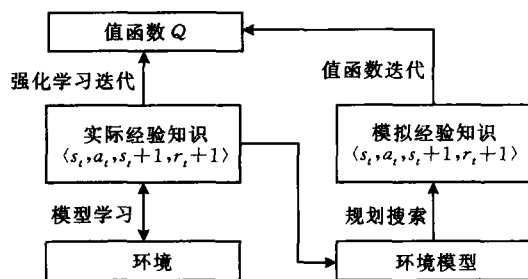 值函数 Q
强化学习迭代
值函数迭代
实际经验知识
⟨s_t,a_t,s_t+1,r_t+1⟩
模拟经验知识
⟨s_t,a_t,s_t+1,r_t+1⟩
模型学习
规划搜索
环境
环境模型